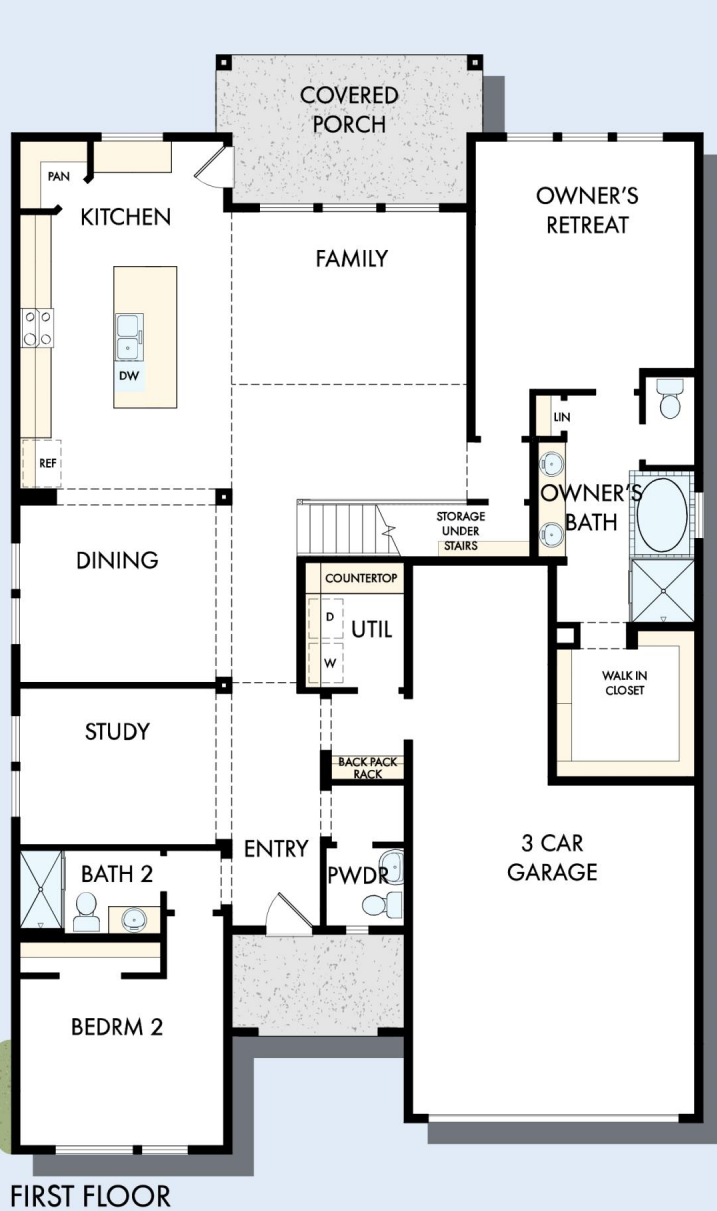 COVERED
PORCH
PAN
KITCHEN
OWNER'S
RETREAT
FAMILY
DW
LIN
REF
OWNER'S
BATH
STORAGE
UNDER
STAIRS
DINING
COUNTERTOP
D
UTIL
W
WALK IN
CLOSET
STUDY
BACK PACK
RACK
ENTRY
3 CAR
GARAGE
BATH 2
PWDR
BEDRM 2
FIRST FLOOR